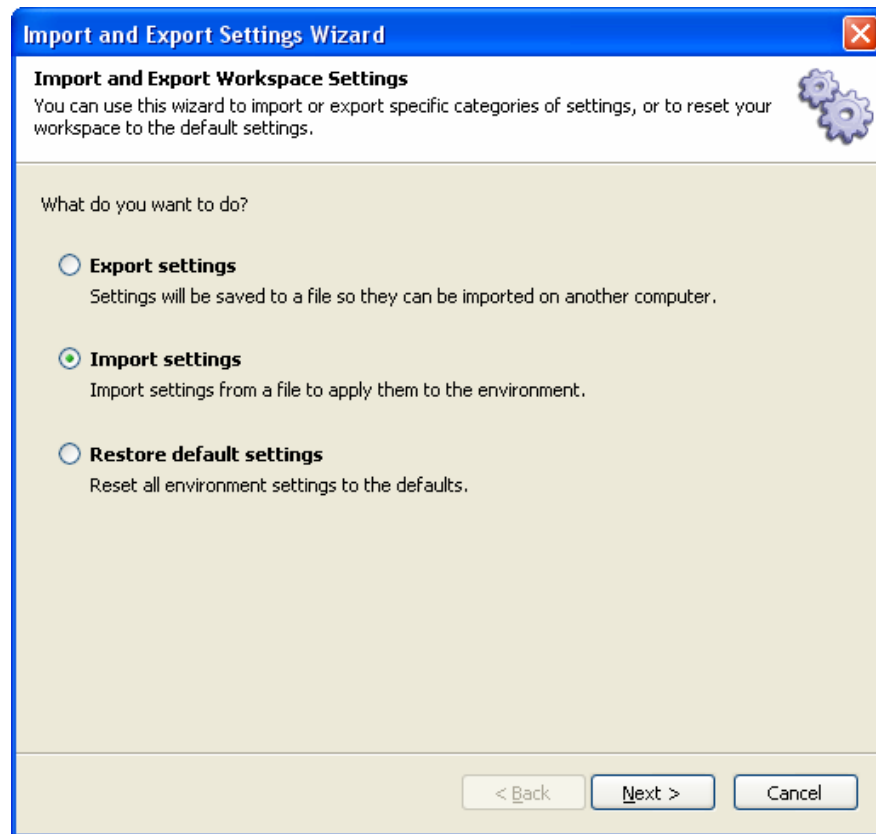 Import and Export Settings Wizard
Import and Export Workspace Settings
You can use this wizard to import or export specific categories of settings, or to reset your
workspace to the default settings.
What do you want to do?
Export settings
Settings will be saved to a file so they can be imported on another computer.
Import settings
Import settings from a file to apply them to the environment.
Restore default settings
Reset all environment settings to the defaults.
< Back
Next >
Cancel